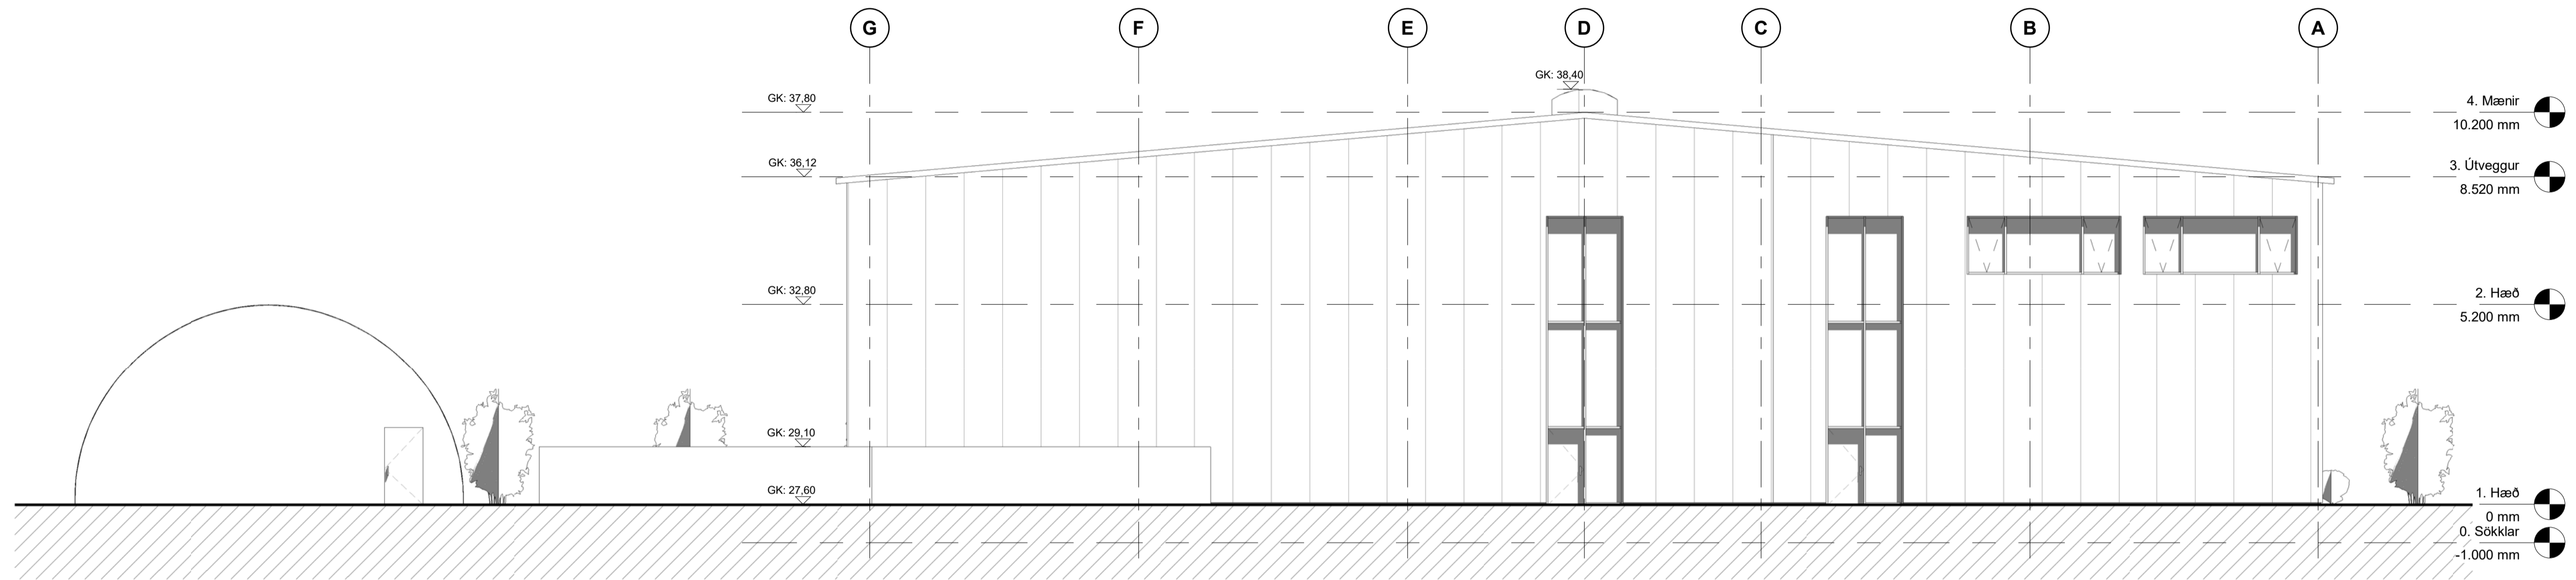 G F E D C B A
GK: 38,40
GK: 37,80
4. Mænir
10.200 mm
GK: 36,12
3. Útveggur
8.520 mm
GK: 32,80
2. Hæð
5.200 mm
GK: 29,10
GK: 27,60
1. Hæð
0 mm
0. Sökklar
-1.000 mm